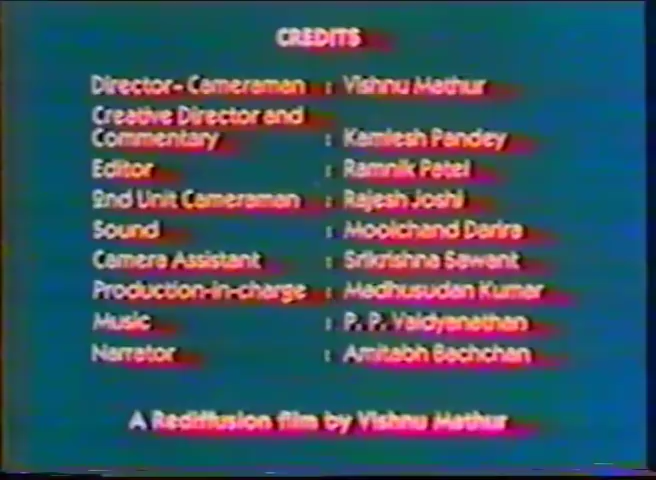 CREDITS
Director-Cameraman : Vishnu Mathur
Creative Director and
Commentary : Kamlesh Pandey
Editor : Ramnik Patel
2nd Unit Cameraman : Rajesh Joshi
Sound : Moolchand Darira
Camera Assistant : Srikrishna Sawant
Production-in-charge : Madhusudan Kumar
Music : P. P. Vaidyanathan
Narrator : Amitabh Bachchan
A Rediffusion film by Vishnu Mathur